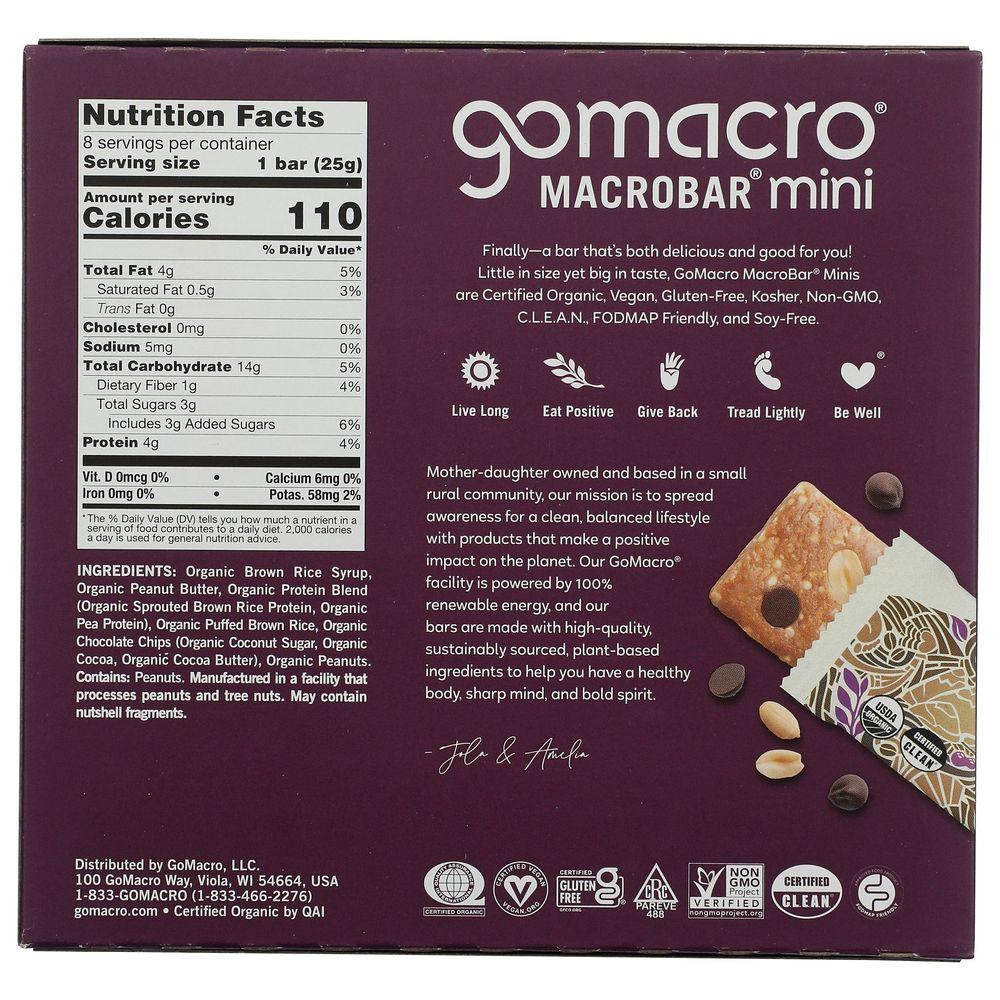 Nutrition Facts
8 servings per container
Serving size 1 bar (25g)
Amount per serving
Calories 110
% Daily Value*
Total Fat 4g 5%
Saturated Fat 0.5g 3%
Trans Fat 0g
Cholesterol 0mg 0%
Sodium 5mg 0%
Total Carbohydrate 14g 5%
Dietary Fiber 1g 4%
Total Sugars 3g
Includes 3g Added Sugars 6%
Protein 4g 4%
Vit. D 0mcg 0% • Calcium 6mg 0%
Iron 0mg 0% • Potas. 58mg 2%
*The % Daily Value (DV) tells you how much a nutrient in a
serving of food contributes to a daily diet. 2,000 calories
a day is used for general nutrition advice.
INGREDIENTS: Organic Brown Rice Syrup,
Organic Peanut Butter, Organic Protein Blend
(Organic Sprouted Brown Rice Protein, Organic
Pea Protein), Organic Puffed Brown Rice, Organic
Chocolate Chips (Organic Coconut Sugar, Organic
Cocoa, Organic Cocoa Butter), Organic Peanuts.
Contains: Peanuts. Manufactured in a facility that
processes peanuts and tree nuts. May contain
nutshell fragments.
Distributed by GoMacro, LLC.
100 GoMacro Way, Viola, WI 54664, USA
1-833-GOMACRO (1-833-466-2276)
gomacro.com • Certified Organic by QAI
gomacro®
MACROBAR® mini
Finally—a bar that's both delicious and good for you!
Little in size yet big in taste, GoMacro MacroBar® Minis
are Certified Organic, Vegan, Gluten-Free, Kosher, Non-GMO,
C.L.E.A.N., FODMAP Friendly, and Soy-Free.
®
Live Long Eat Positive Give Back Tread Lightly Be Well
Mother-daughter owned and based in a small
rural community, our mission is to spread
awareness for a clean, balanced lifestyle
with products that make a positive
impact on the planet. Our GoMacro®
facility is powered by 100%
renewable energy, and our
bars are made with high-quality,
sustainably sourced, plant-based
ingredients to help you have a healthy
body, sharp mind, and bold spirit.
- Jola & Amelia
USDA
ORGANIC
CERTIFIED
CLEAN
QUALITY ASSURANCE
INTERNATIONAL
CERTIFIED ORGANIC
CERTIFIED VEGAN
VEGAN.ORG
CERTIFIED
GLUTEN
FREE
GFCO.ORG
CRC
PAREVE
488
NON
GMO
Project
VERIFIED
nongmoproject.org
CERTIFIED
CLEAN
FODMAP FRIENDLY